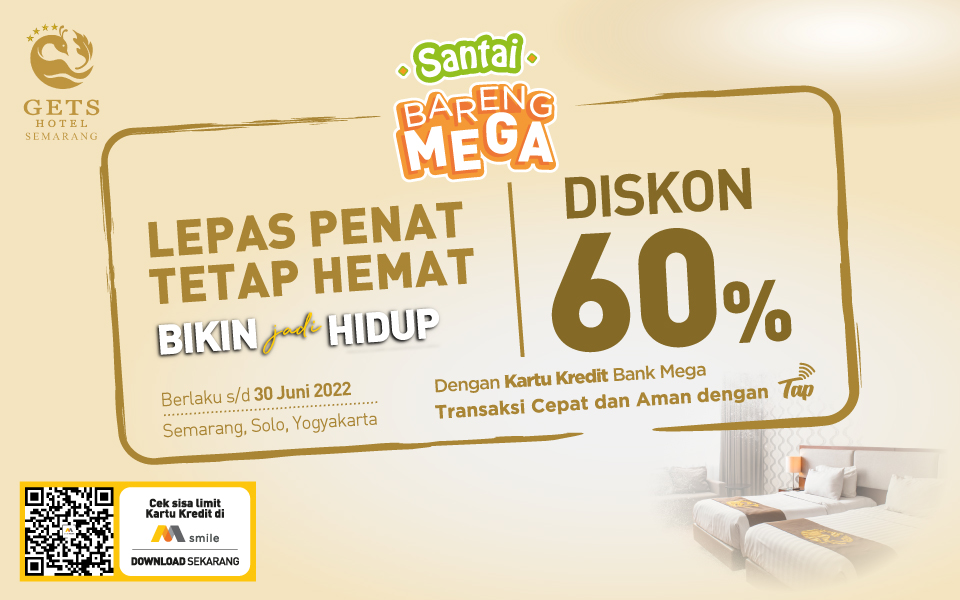 GETS
HOTEL
SEMARANG
Santai
BARENG
MEGA
LEPAS PENAT
TETAP HEMAT
BIKIN jadi HIDUP
Berlaku s/d 30 Juni 2022
Semarang, Solo, Yogyakarta
DISKON
60%
Dengan Kartu Kredit Bank Mega
Transaksi Cepat dan Aman dengan Tap
Cek sisa limit
Kartu Kredit di
smile
DOWNLOAD SEKARANG